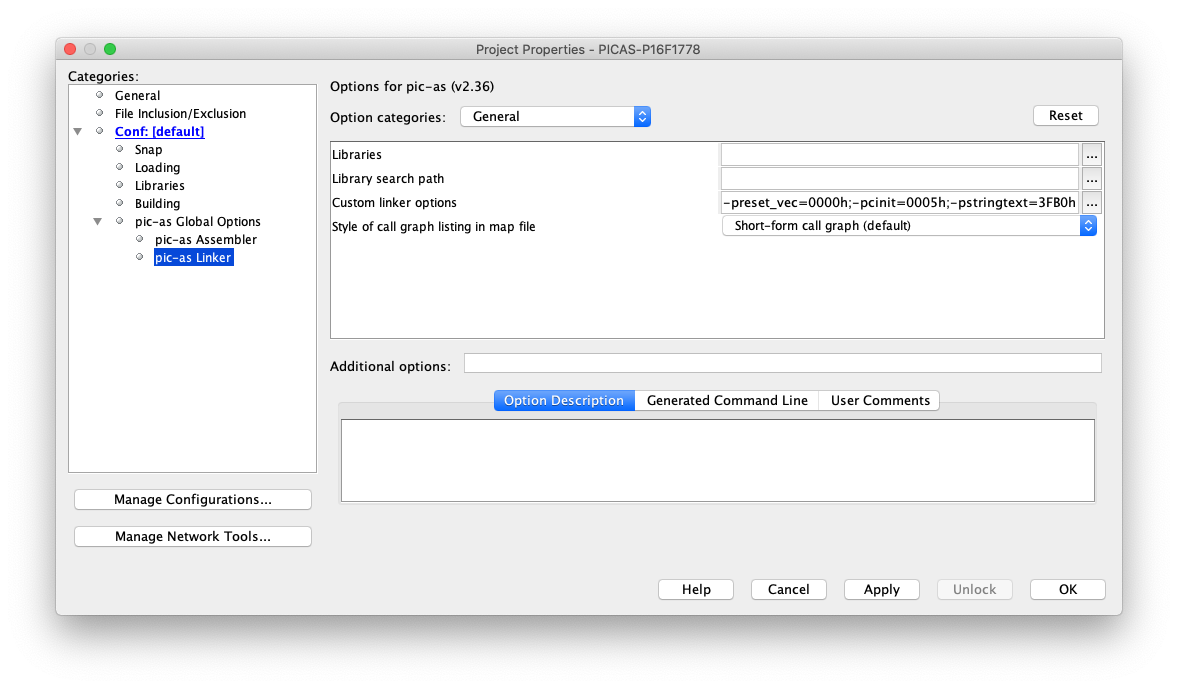 Project Properties - PICAS-P16F1778
Categories:
General
File Inclusion/Exclusion
Conf: [default]
Snap
Loading
Libraries
Building
pic-as Global Options
pic-as Assembler
pic-as Linker
Manage Configurations...
Manage Network Tools...
Options for pic-as (v2.36)
Option categories: General
Reset
Libraries ...
Library search path ...
Custom linker options -preset_vec=0000h;-pcinit=0005h;-pstringtext=3FB0h ...
Style of call graph listing in map file Short-form call graph (default)
Additional options:
Option Description Generated Command Line User Comments
Help Cancel Apply Unlock OK